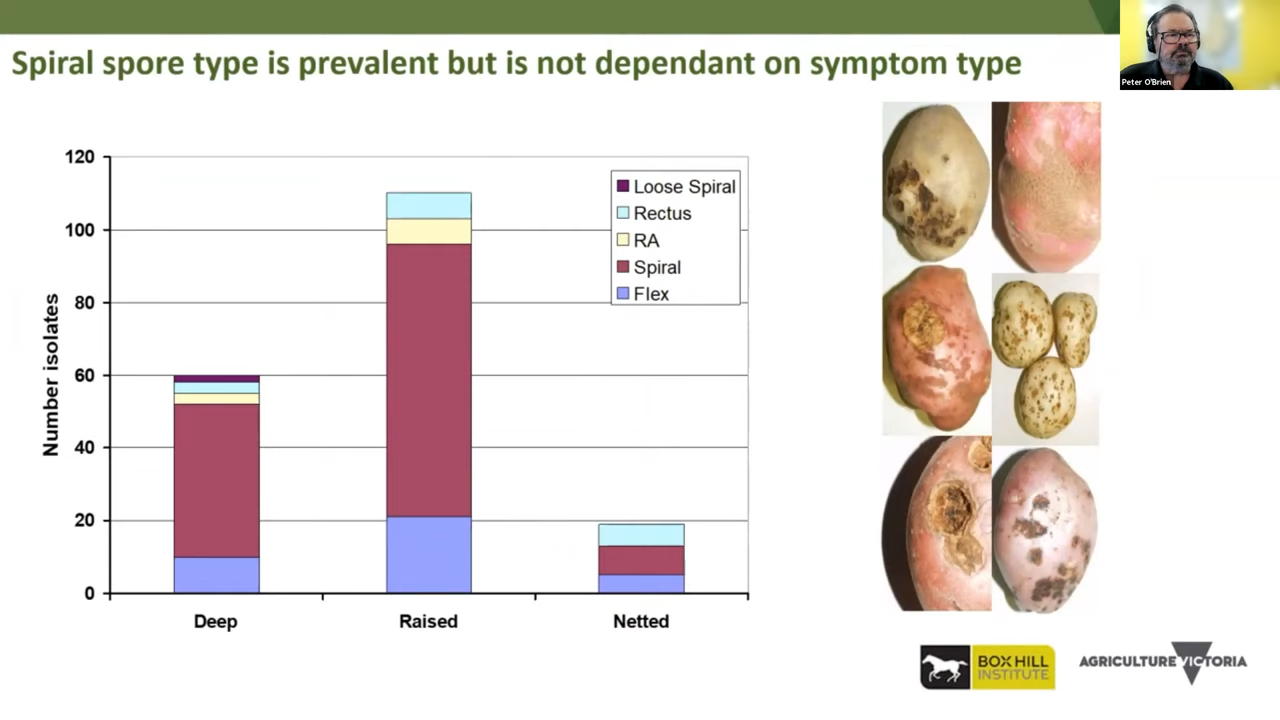 Spiral spore type is prevalent but is not dependant on symptom type
Peter O'Brien
120
100
80
60
40
20
0
Number isolates
Loose Spiral
Rectus
RA
Spiral
Flex
Deep
Raised
Netted
BOX HILL
INSTITUTE
AGRICULTURE VICTORIA